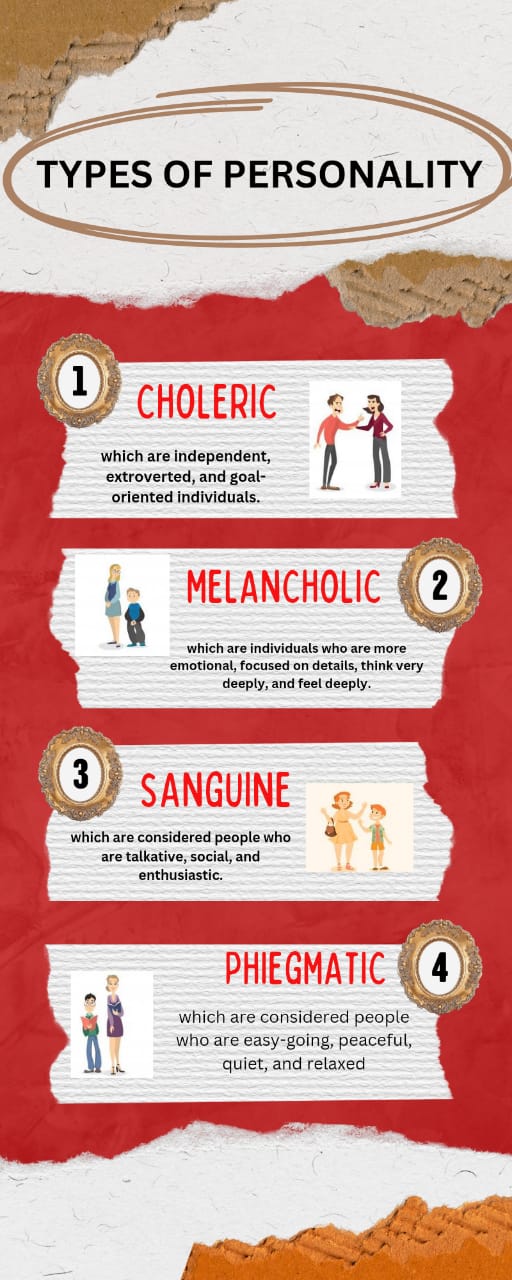 TYPES OF PERSONALITY
1
CHOLERIC
which are independent,
extroverted, and goal-
oriented individuals.
2
MELANCHOLIC
which are individuals who are more
emotional, focused on details, think very
deeply, and feel deeply.
3
SANGUINE
which are considered people who
are talkative, social, and
enthusiastic.
4
PHIEGMATIC
which are considered people
who are easy-going, peaceful,
quiet, and relaxed